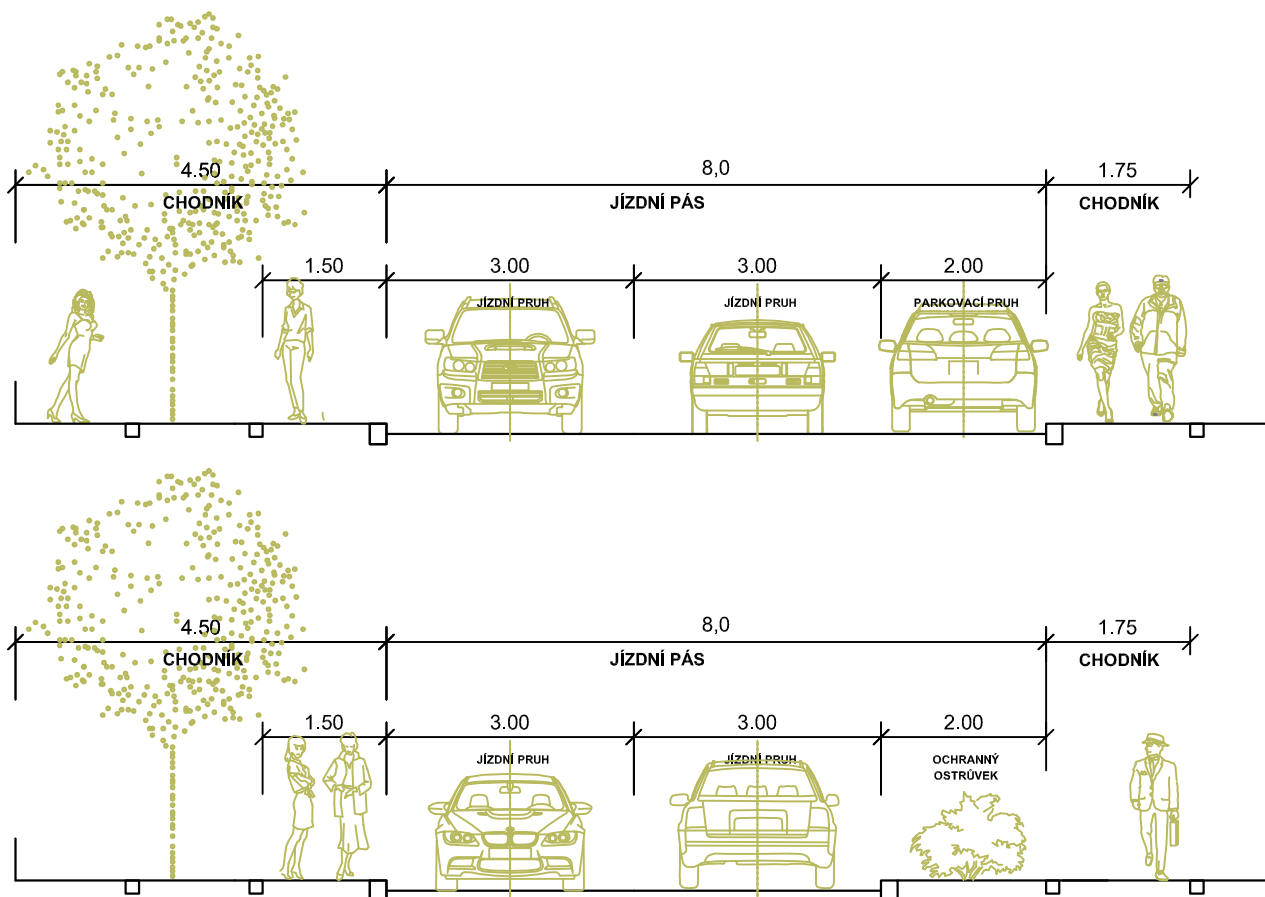 4.50 8,0 1.75
CHODNÍK JÍZDNÍ PÁS CHODNÍK
1.50 3.00 3.00 2.00
JÍZDNÍ PRUH JÍZDNÍ PRUH PARKOVACÍ PRUH
4.50 8,0 1.75
CHODNÍK JÍZDNÍ PÁS CHODNÍK
1.50 3.00 3.00 2.00
JÍZDNÍ PRUH JÍZDNÍ PRUH OCHRANNÝ
OSTRŮVEK